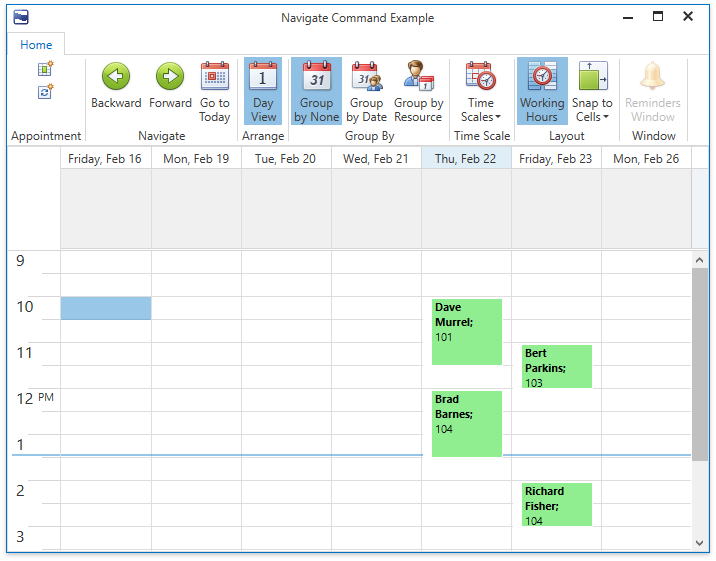 Navigate Command Example
Home
Backward
Forward
Go to
Today
Day
View
Group
by None
Group
by Date
Group by
Resource
Time
Scales
Working
Hours
Snap to
Cells
Reminders
Window
Appointment
Navigate
Arrange
Group By
Time Scale
Layout
Window
Friday, Feb 16
Mon, Feb 19
Tue, Feb 20
Wed, Feb 21
Thu, Feb 22
Friday, Feb 23
Mon, Feb 26
9
10
Dave
Murrel;
101
11
Bert
Parkins;
103
12 PM
Brad
Barnes;
104
1
2
Richard
Fisher;
104
3